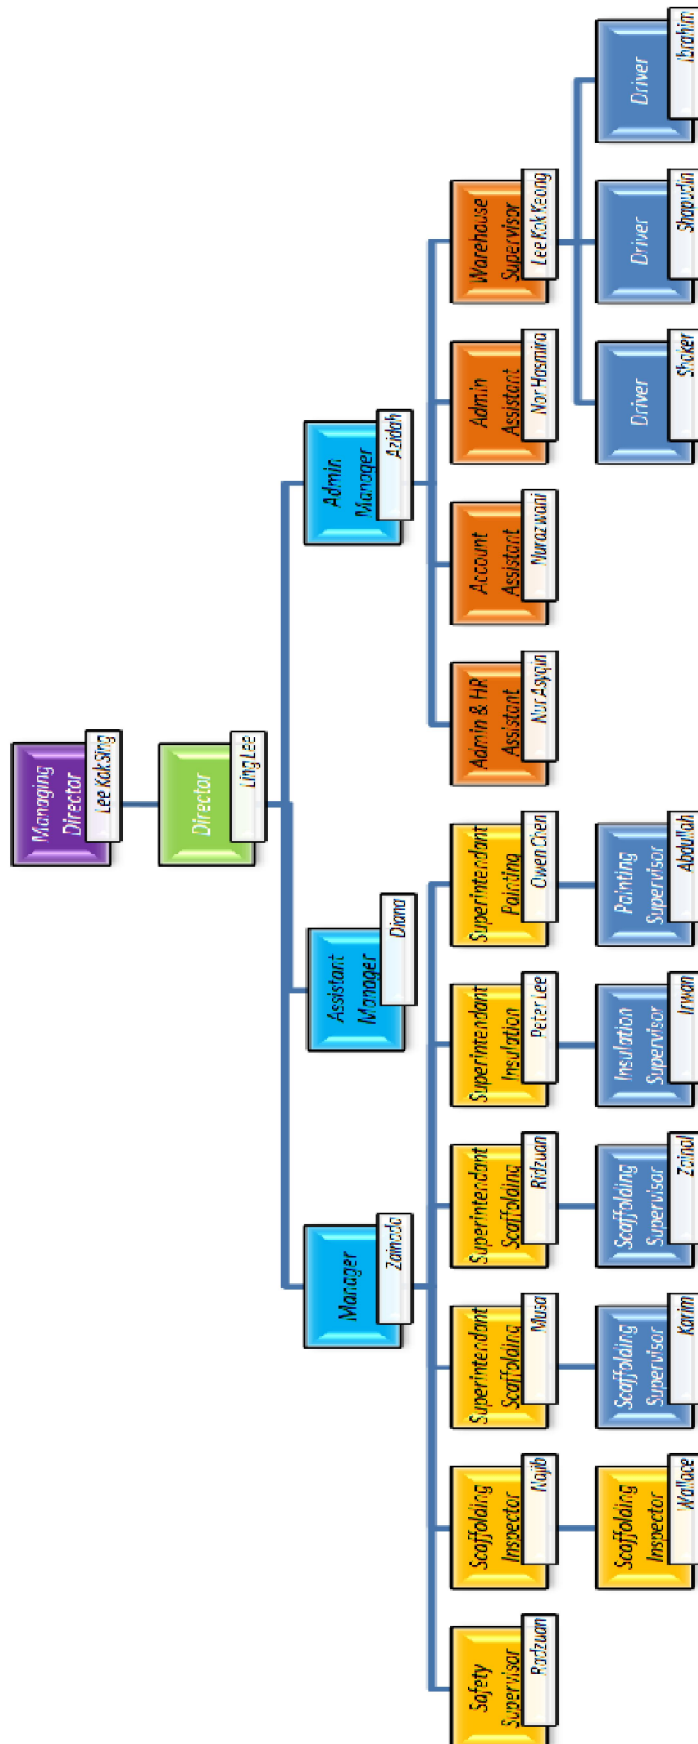 Managing
Director
Lee Kok Sing
Director
Ling Lee
Manager
Zainada
Assistant
Manager
Diana
Admin
Manager
Azidah
Safety
Supervisor
Radzuan
Scaffolding
Inspector
Najib
Superintendant
Scaffolding
Musa
Superintendant
Scaffolding
Ridzuan
Superintendant
Insulation
Peter Lee
Superintendant
Painting
Owen Chen
Admin & HR
Assistant
Nur Asyqin
Account
Assistant
Nurazwani
Admin
Assistant
Nor Hasmira
Warehouse
Supervisor
Lee Kok Keong
Scaffolding
Inspector
Wallace
Scaffolding
Supervisor
Karim
Scaffolding
Supervisor
Zainal
Insulation
Supervisor
Irwan
Painting
Supervisor
Abdullah
Driver
Shaker
Driver
Shapudin
Driver
Ibrahim